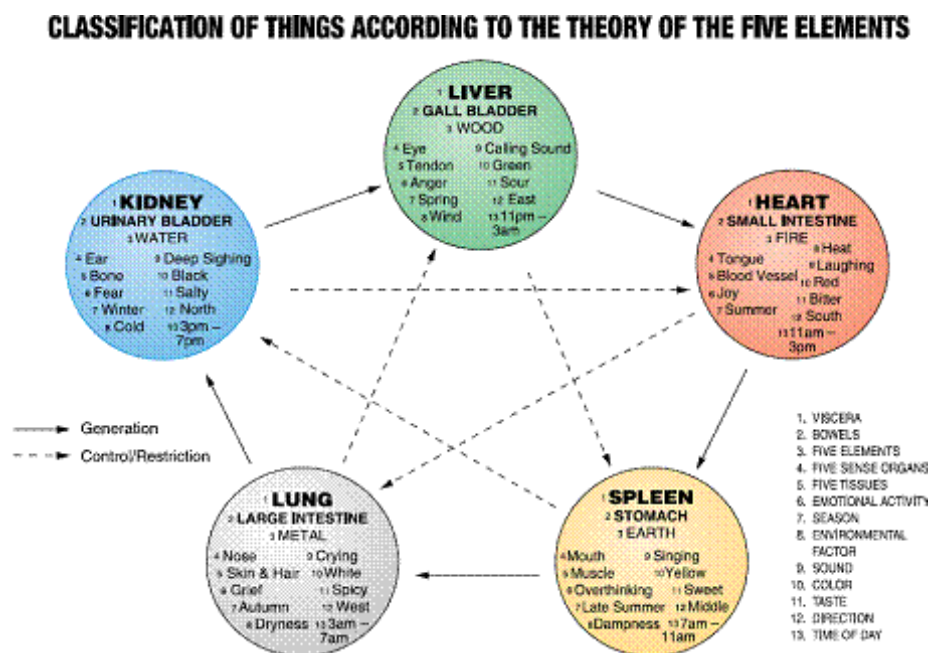 CLASSIFICATION OF THINGS ACCORDING TO THE THEORY OF THE FIVE ELEMENTS
1 LIVER
2 GALL BLADDER
3 WOOD
4 Eye
5 Tendon
6 Anger
7 Spring
8 Wind
9 Calling Sound
10 Green
11 Sour
12 East
13 11pm –
3am
1 KIDNEY
2 URINARY BLADDER
3 WATER
4 Ear
5 Bone
6 Fear
7 Winter
8 Cold
9 Deep Sighing
10 Black
11 Salty
12 North
13 3pm –
7pm
1 HEART
2 SMALL INTESTINE
3 FIRE
4 Tongue
5 Blood Vessel
6 Joy
7 Summer
8 Heat
9 Laughing
10 Red
11 Bitter
12 South
13 11am –
3pm
Generation
Control/Restriction
1 LUNG
2 LARGE INTESTINE
3 METAL
4 Nose
5 Skin & Hair
6 Grief
7 Autumn
8 Dryness
9 Crying
10 White
11 Spicy
12 West
13 3am –
7am
1 SPLEEN
2 STOMACH
3 EARTH
4 Mouth
5 Muscle
6 Overthinking
7 Late Summer
8 Dampness
9 Singing
10 Yellow
11 Sweet
12 Middle
13 7am –
11am
1. VISCERA
2. BOWELS
3. FIVE ELEMENTS
4. FIVE SENSE ORGANS
5. FIVE TISSUES
6. EMOTIONAL ACTIVITY
7. SEASON
8. ENVIRONMENTAL
FACTOR
9. SOUND
10. COLOR
11. TASTE
12. DIRECTION
13. TIME OF DAY